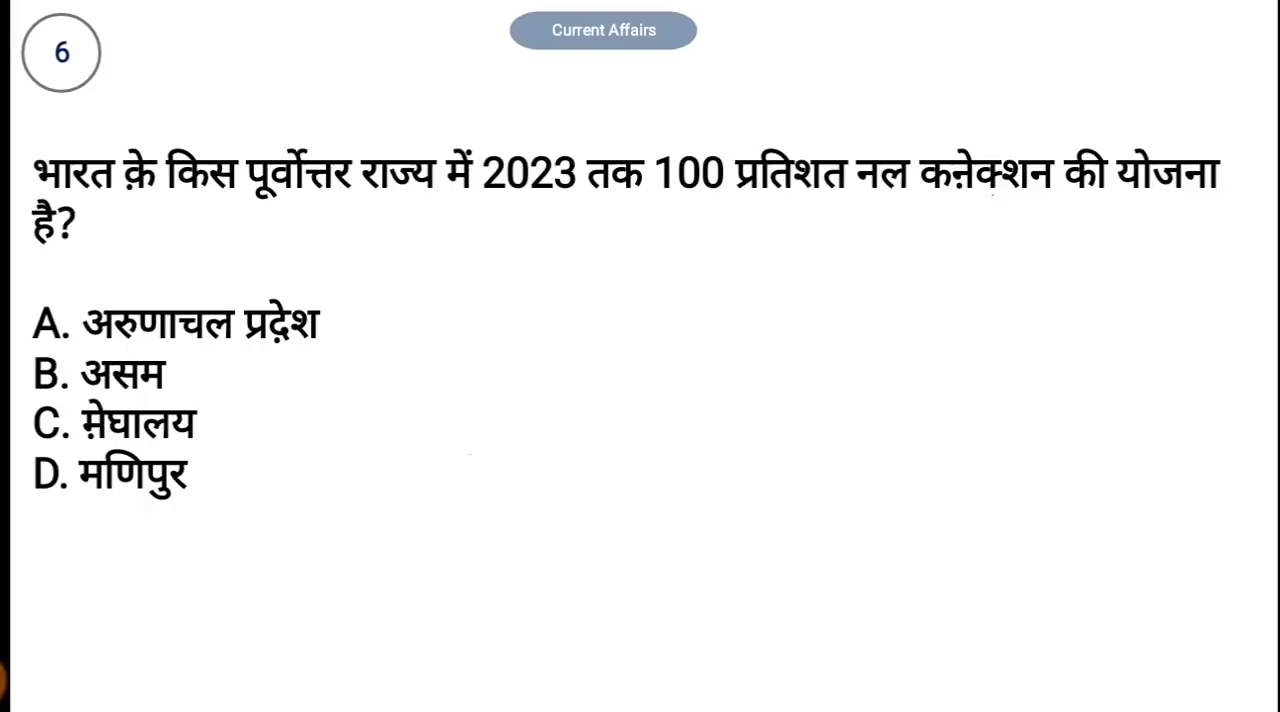 6
Current Affairs
भारत क़े किस पूर्वोत्तर राज्य में 2023 तक 100 प्रतिशत नल कऩेक्शन की योजना
है?
A. अरुणाचल प्रद़ेश
B. असम
C. म़ेघालय
D. मणिपुर